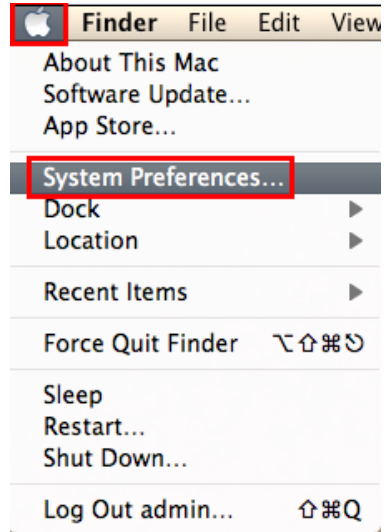 Finder File Edit View
About This Mac
Software Update...
App Store...
System Preferences...
Dock
Location
Recent Items
Force Quit Finder ⌥⇧⌘⎋
Sleep
Restart...
Shut Down...
Log Out admin... ⇧⌘Q